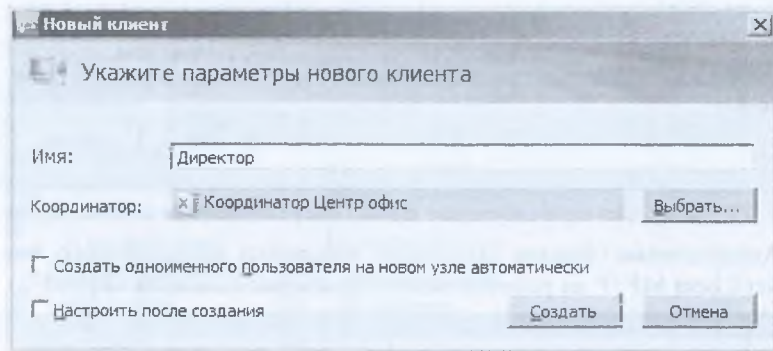 Новый клиент
Укажите параметры нового клиента
Имя: Директор
Координатор: Координатор Центр офис Выбрать...
Создать одноименного пользователя на новом узле автоматически
Настроить после создания Создать Отмена